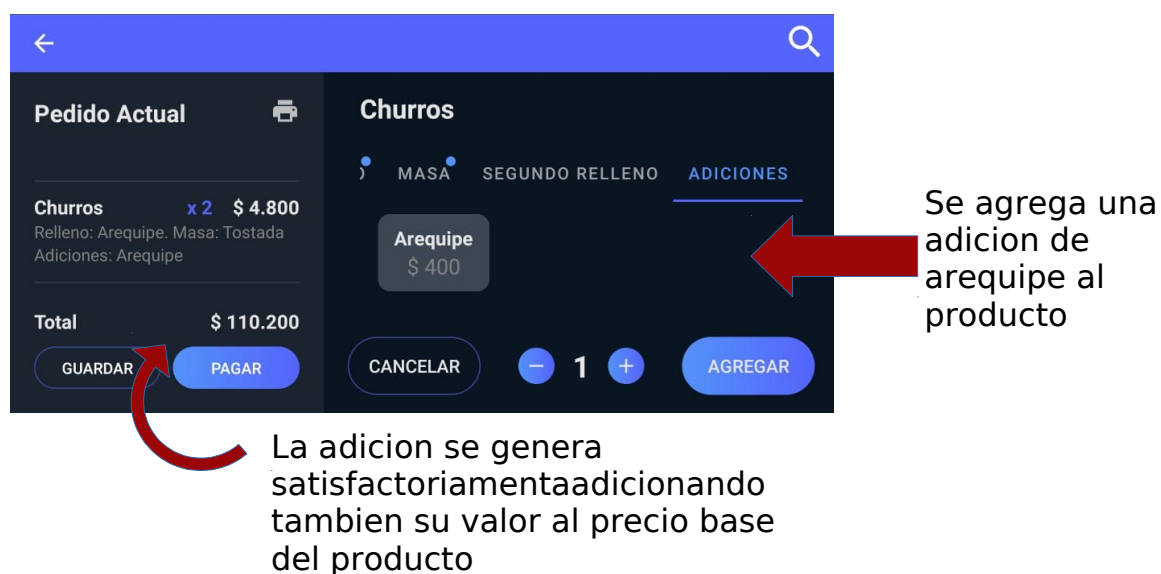 Pedido Actual
Churros x 2 $ 4.800
Relleno: Arequipe. Masa: Tostada
Adiciones: Arequipe
Total $ 110.200
GUARDAR PAGAR
Churros
MASA SEGUNDO RELLENO ADICIONES
Arequipe
$ 400
CANCELAR 1 AGREGAR
Se agrega una
adicion de
arequipe al
producto
La adicion se genera
satisfactoriamentaadicionando
tambien su valor al precio base
del producto